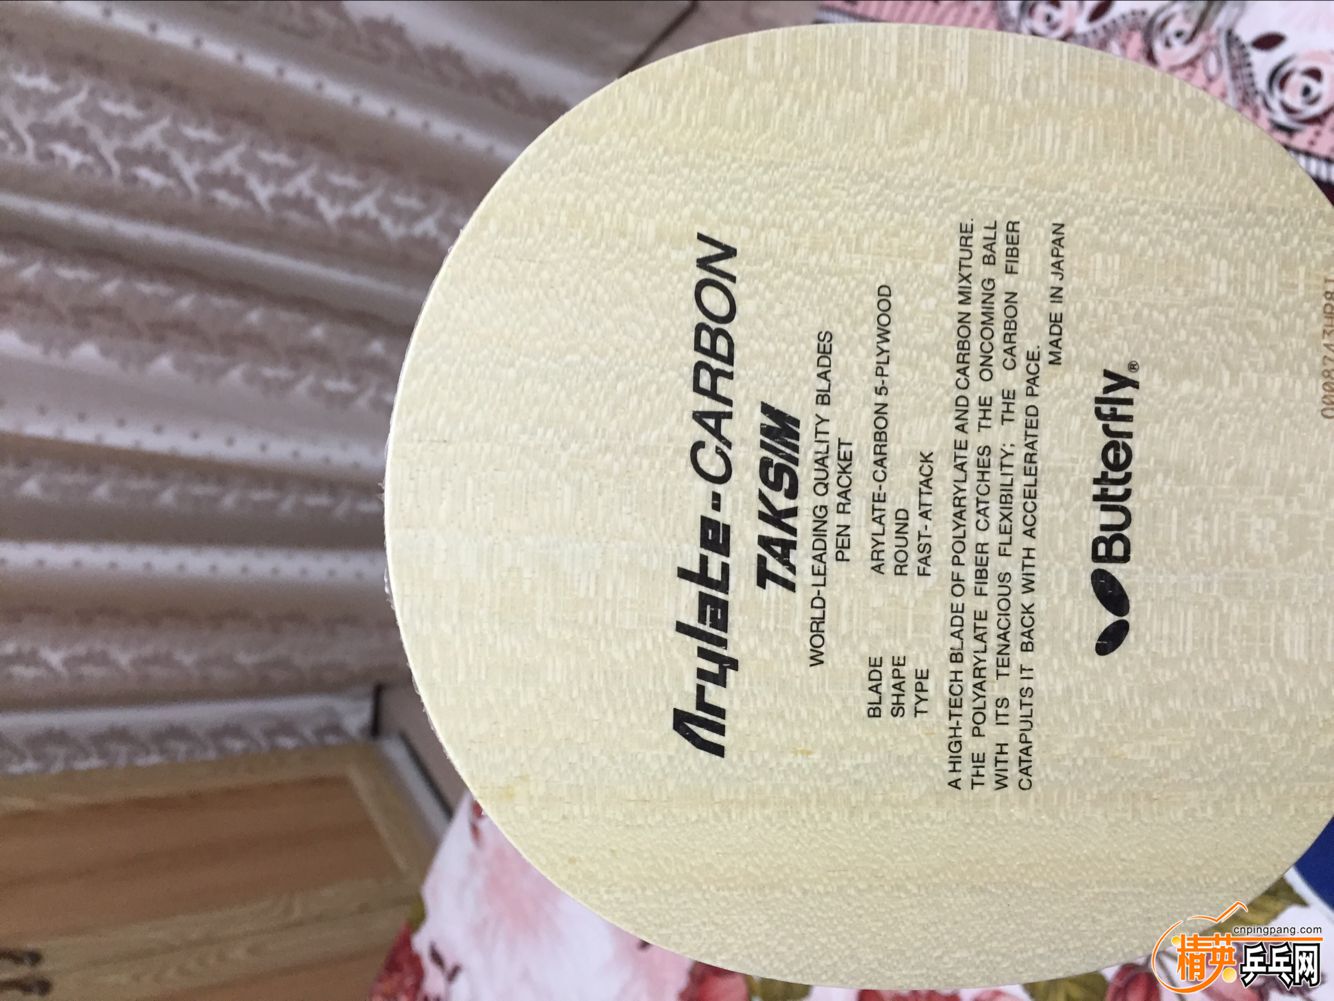 Arylate-CARBON
TAKSIM
WORLD-LEADING QUALITY BLADES
PEN RACKET
BLADE ARYLATE-CARBON 5-PLYWOOD
SHAPE ROUND
TYPE FAST-ATTACK
A HIGH-TECH BLADE OF POLYARYLATE AND CARBON MIXTURE.
THE POLYARYLATE FIBER CATCHES THE ONCOMING BALL
WITH ITS TENACIOUS FLEXIBILITY; THE CARBON FIBER
CATAPULTS IT BACK WITH ACCELERATED PACE.
MADE IN JAPAN
Butterfly®
cnpingpang.com
精英乒乓网